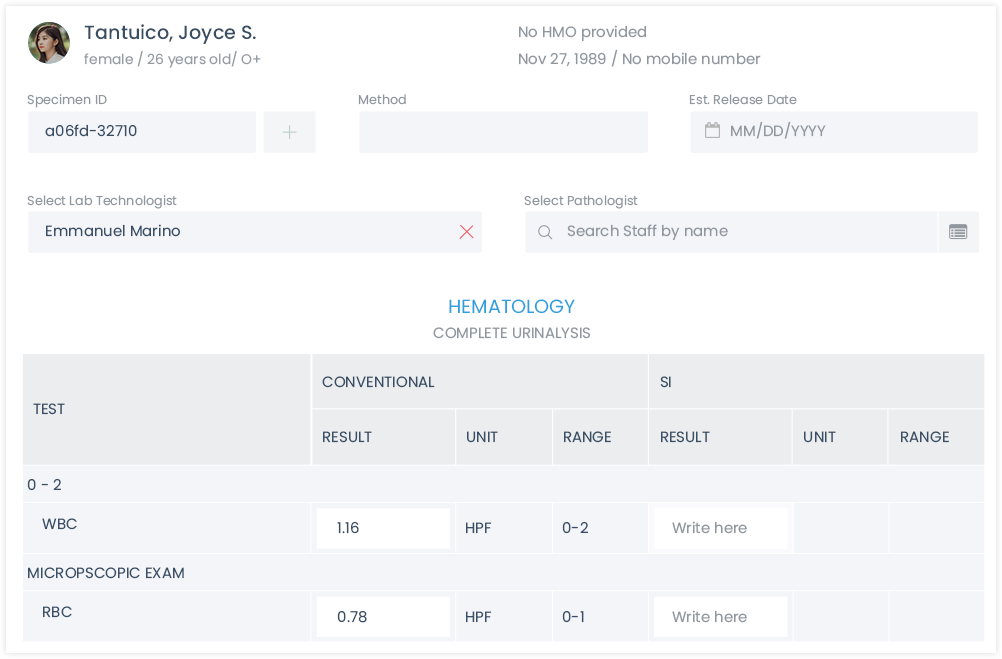 Tantuico, Joyce S.
female / 26 years old/ O+
No HMO provided
Nov 27, 1989 / No mobile number
Specimen ID
Method
Est. Release Date
a06fd-32710
MM/DD/YYYY
Select Lab Technologist
Select Pathologist
Emmanuel Marino
Search Staff by name
HEMATOLOGY
COMPLETE URINALYSIS
TEST
CONVENTIONAL
SI
RESULT
UNIT
RANGE
RESULT
UNIT
RANGE
0 - 2
WBC
1.16
HPF
0-2
Write here
MICROPSCOPIC EXAM
RBC
0.78
HPF
0-1
Write here